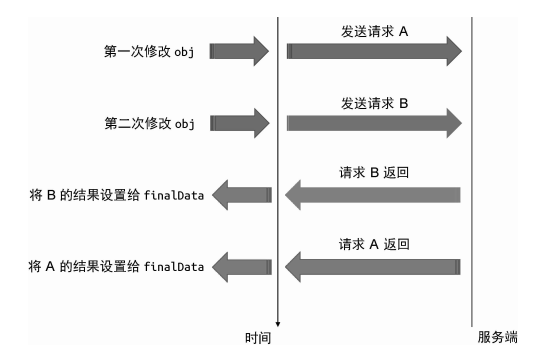 发送请求 A
第一次修改 obj
发送请求 B
第二次修改 obj
请求 B 返回
将 B 的结果设置给 finalData
请求 A 返回
将 A 的结果设置给 finalData
时间
服务端